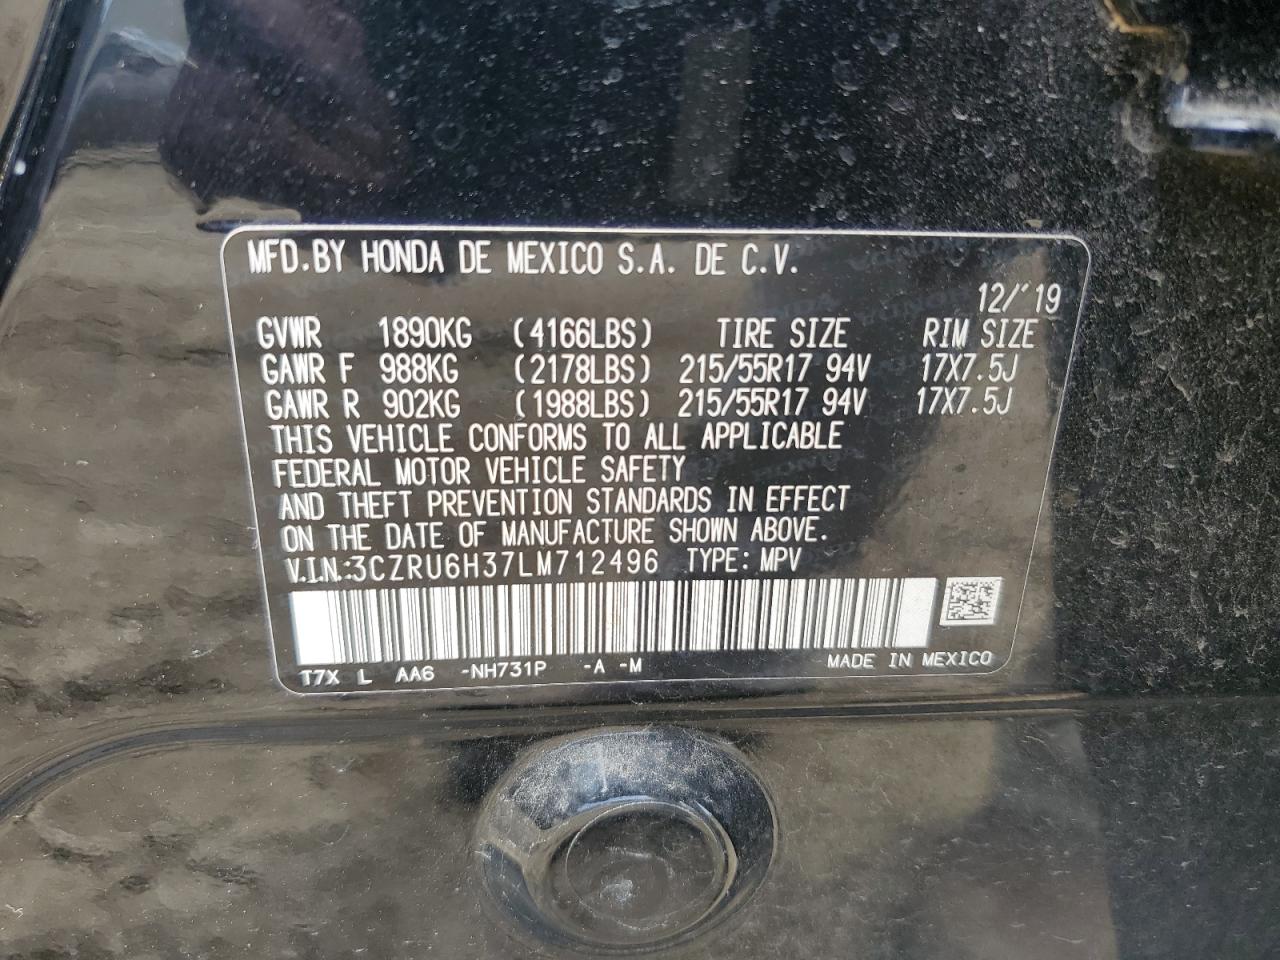 MFD.BY HONDA DE MEXICO S.A. DE C.V.
12/'19
GVWR 1890KG (4166LBS) TIRE SIZE RIM SIZE
GAWR F 988KG (2178LBS) 215/55R17 94V 17X7.5J
GAWR R 902KG (1988LBS) 215/55R17 94V 17X7.5J
THIS VEHICLE CONFORMS TO ALL APPLICABLE
FEDERAL MOTOR VEHICLE SAFETY
AND THEFT PREVENTION STANDARDS IN EFFECT
ON THE DATE OF MANUFACTURE SHOWN ABOVE.
V.I.N.:3CZRU6H37LM712496 TYPE: MPV
T7X L AA6 -NH731P -A -M MADE IN MEXICO